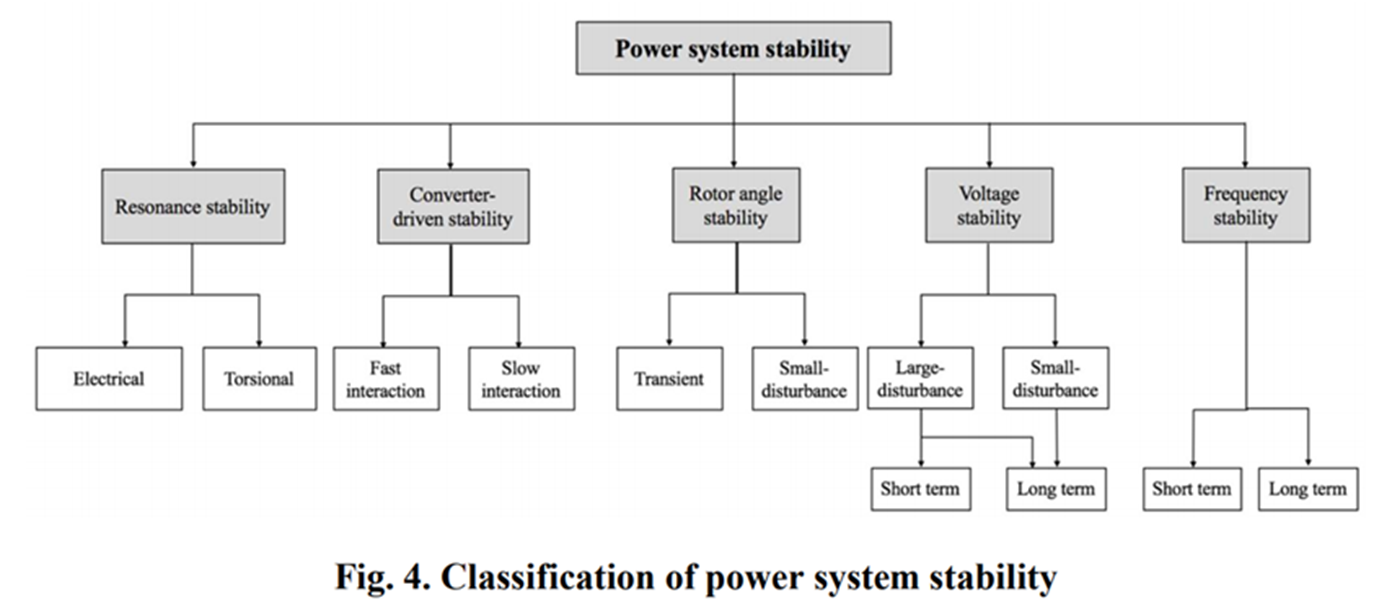 Power system stability
Resonance stability
Converter-
driven stability
Rotor angle
stability
Voltage
stability
Frequency
stability
Electrical
Torsional
Fast
interaction
Slow
interaction
Transient
Small-
disturbance
Large-
disturbance
Small-
disturbance
Short term
Long term
Short term
Long term
Fig. 4. Classification of power system stability